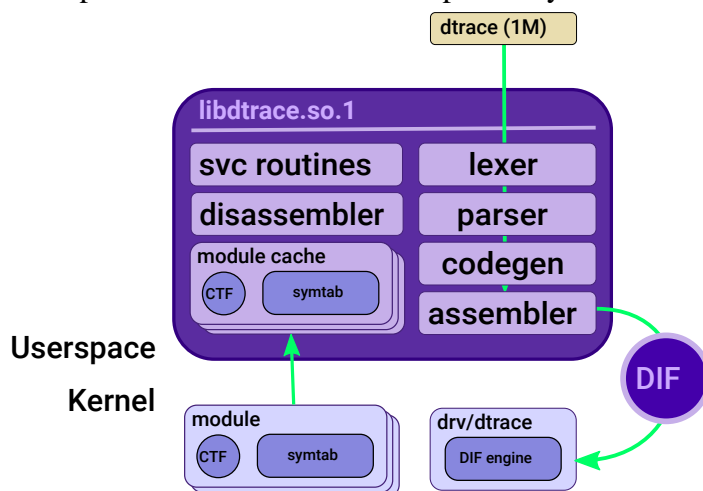 dtrace (1M)
libdtrace.so.1
svc routines
lexer
disassembler
parser
module cache
CTF
symtab
codegen
assembler
Userspace
Kernel
DIF
module
CTF
symtab
drv/dtrace
DIF engine